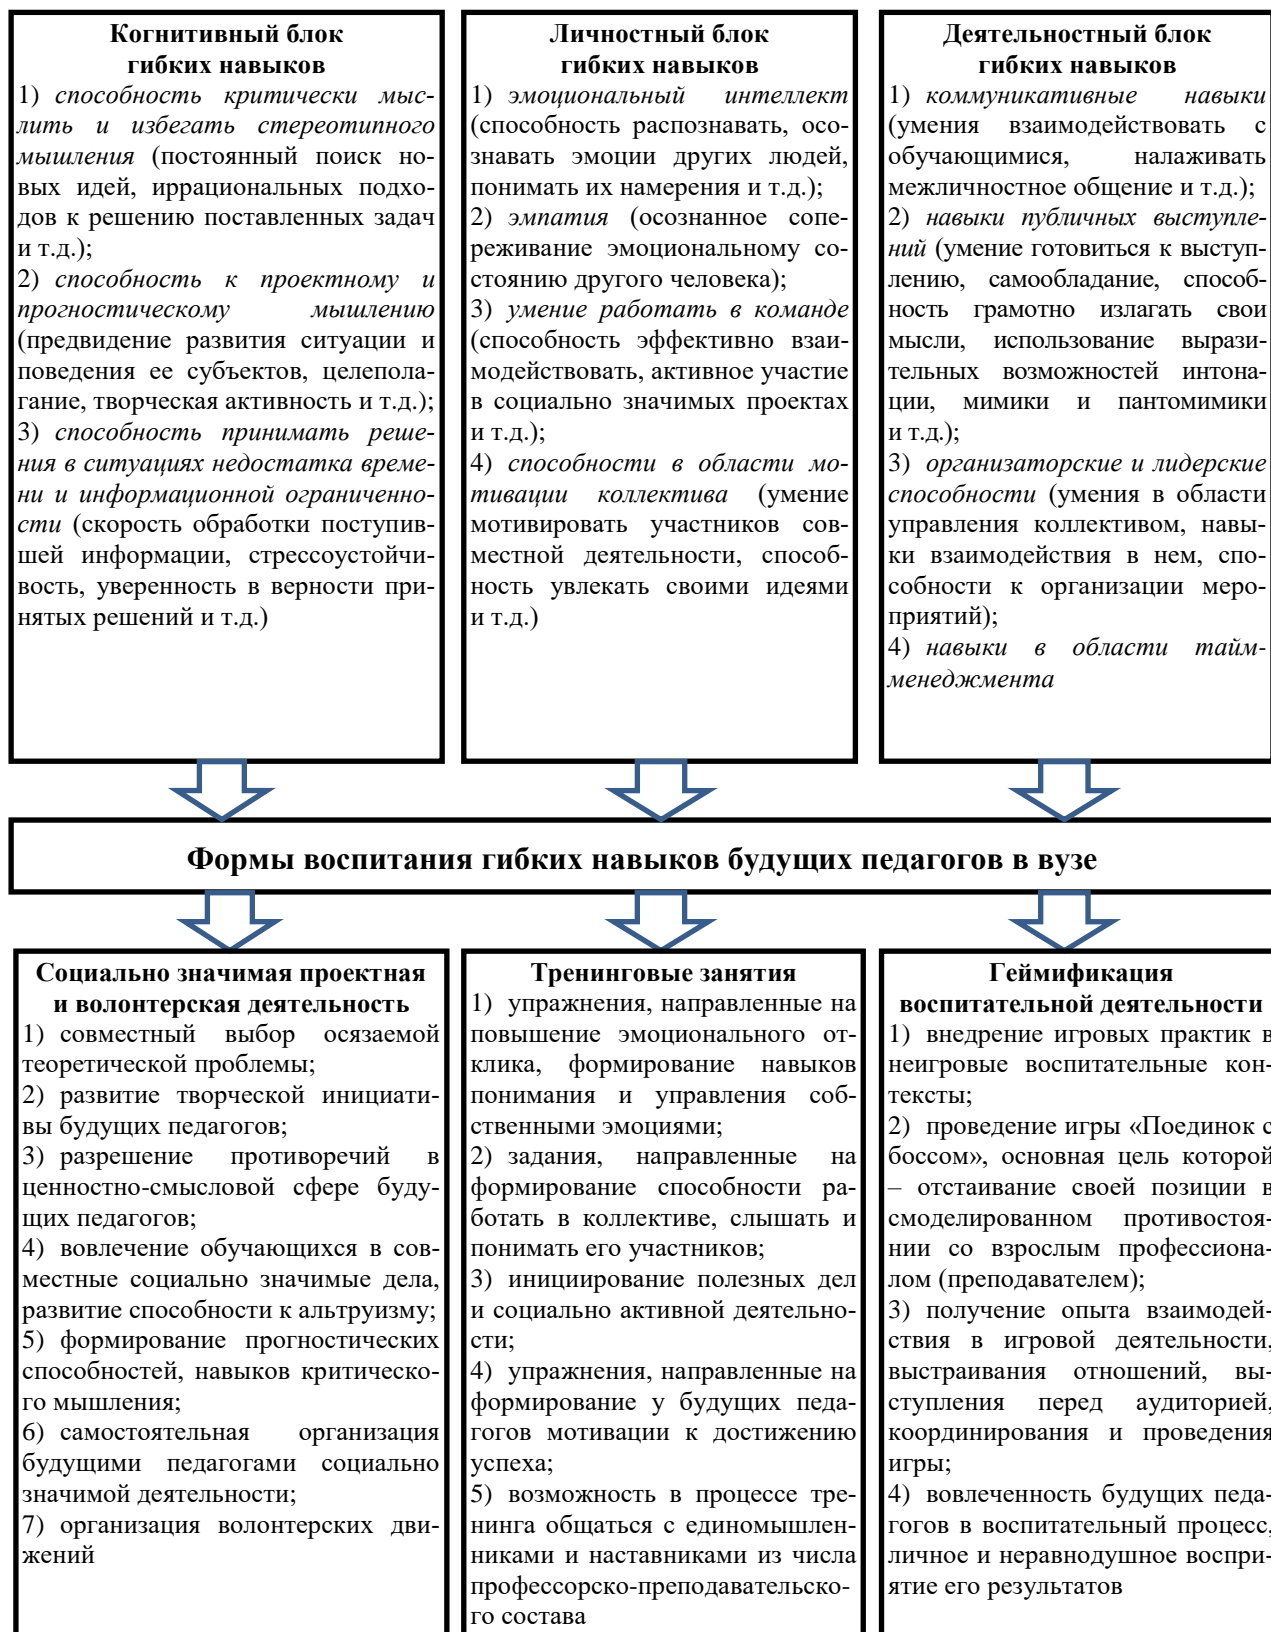 Когнитивный блок
гибких навыков
1) способность критически мыс-
лить и избегать стереотипного
мышления (постоянный поиск но-
вых идей, иррациональных подхо-
дов к решению поставленных задач
и т.д.);
2) способность к проектному и
прогностическому мышлению
(предвидение развития ситуации и
поведения ее субъектов, целепола-
гание, творческая активность и т.д.);
3) способность принимать реше-
ния в ситуациях недостатка време-
ни и информационной ограниченно-
сти (скорость обработки поступив-
шей информации, стрессоустойчи-
вость, уверенность в верности при-
нятых решений и т.д.)
Личностный блок
гибких навыков
1) эмоциональный интеллект
(способность распознавать, осо-
знавать эмоции других людей,
понимать их намерения и т.д.);
2) эмпатия (осознанное сопе-
реживание эмоциональному со-
стоянию другого человека);
3) умение работать в команде
(способность эффективно взаи-
модействовать, активное участие
в социально значимых проектах
и т.д.);
4) способности в области мо-
тивации коллектива (умение
мотивировать участников сов-
местной деятельности, способ-
ность увлекать своими идеями
и т.д.)
Деятельностный блок
гибких навыков
1) коммуникативные навыки
(умения взаимодействовать с
обучающимися, налаживать
межличностное общение и т.д.);
2) навыки публичных выступле-
ний (умение готовиться к выступ-
лению, самообладание, способ-
ность грамотно излагать свои
мысли, использование вырази-
тельных возможностей интона-
ции, мимики и пантомимики
и т.д.);
3) организаторские и лидерские
способности (умения в области
управления коллективом, навы-
ки взаимодействия в нем, спо-
собности к организации меро-
приятий);
4) навыки в области тайм-
менеджмента
Формы воспитания гибких навыков будущих педагогов в вузе
Социально значимая проектная
и волонтерская деятельность
1) совместный выбор осязаемой
теоретической проблемы;
2) развитие творческой инициати-
вы будущих педагогов;
3) разрешение противоречий в
ценностно-смысловой сфере буду-
щих педагогов;
4) вовлечение обучающихся в сов-
местные социально значимые дела,
развитие способности к альтруизму;
5) формирование прогностических
способностей, навыков критическо-
го мышления;
6) самостоятельная организация
будущими педагогами социально
значимой деятельности;
7) организация волонтерских дви-
жений
Тренинговые занятия
1) упражнения, направленные на
повышение эмоционального от-
клика, формирование навыков
понимания и управления соб-
ственными эмоциями;
2) задания, направленные на
формирование способности ра-
ботать в коллективе, слышать и
понимать его участников;
3) инициирование полезных дел
и социально активной деятельно-
сти;
4) упражнения, направленные на
формирование у будущих педа-
гогов мотивации к достижению
успеха;
5) возможность в процессе тре-
нинга общаться с единомышлен-
никами и наставниками из числа
профессорско-преподавательско-
го состава
Геймификация
воспитательной деятельности
1) внедрение игровых практик в
неигровые воспитательные кон-
тексты;
2) проведение игры «Поединок с
боссом», основная цель которой
– отстаивание своей позиции в
смоделированном противостоя-
нии со взрослым профессиона-
лом (преподавателем);
3) получение опыта взаимодей-
ствия в игровой деятельности,
выстраивания отношений, вы-
ступления перед аудиторией,
координирования и проведения
игры;
4) вовлеченность будущих педа-
гогов в воспитательный процесс,
личное и неравнодушное воспри-
ятие его результатов